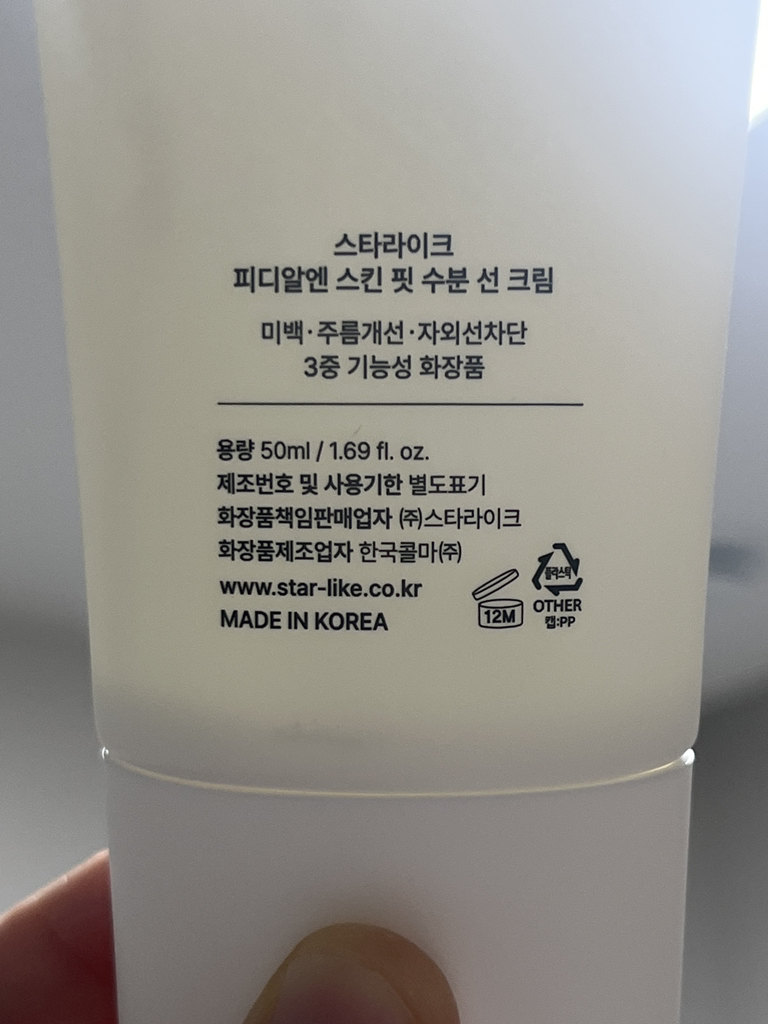 스타라이크
피디알엔 스킨 핏 수분 선 크림
미백·주름개선·자외선차단
3중 기능성 화장품
용량 50ml / 1.69 fl. oz.
제조번호 및 사용기한 별도표기
화장품책임판매업자 ㈜스타라이크
화장품제조업자 한국콜마㈜
www.star-like.co.kr
MADE IN KOREA
12M
플라스틱
OTHER
캡:PP